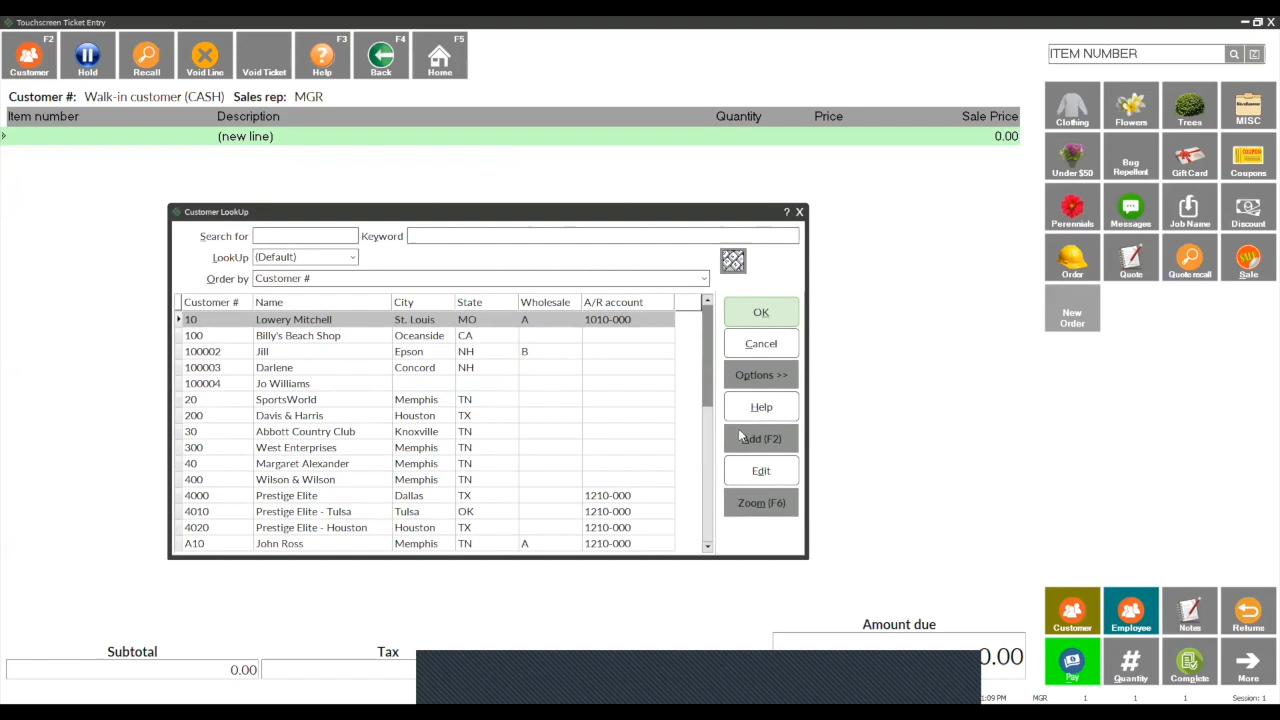 Touchscreen Ticket Entry
F2 F3 F4 F5
Customer Hold Recall Void Line Void Ticket Help Back Home
ITEM NUMBER
Customer #: Walk-in customer (CASH) Sales rep: MGR
Item number Description Quantity Price Sale Price
(new line) 0.00
Clothing Flowers Trees MISC
Under $50 Bug Repellent Gift Card Coupons
Perennials Messages Job Name Discount
Order Quote Quote recall Sale
New Order
Customer LookUp ? X
Search for Keyword
LookUp (Default)
Order by Customer #
Customer # Name City State Wholesale A/R account
10 Lowery Mitchell St. Louis MO A 1010-000
100 Billy's Beach Shop Oceanside CA
100002 Jill Epson NH B
100003 Darlene Concord NH
100004 Jo Williams
20 SportsWorld Memphis TN
200 Davis & Harris Houston TX
30 Abbott Country Club Knoxville TN
300 West Enterprises Memphis TN
40 Margaret Alexander Memphis TN
400 Wilson & Wilson Memphis TN
4000 Prestige Elite Dallas TX 1210-000
4010 Prestige Elite - Tulsa Tulsa OK 1210-000
4020 Prestige Elite - Houston Houston TX 1210-000
A10 John Ross Memphis TN A 1210-000
OK
Cancel
Options >>
Help
Add (F2)
Edit
Zoom (F6)
Subtotal Tax Amount due
0.00 0.00
Customer Employee Notes Returns
Pay Quantity Complete More
1:09 PM MGR 1 1 1 Session: 1